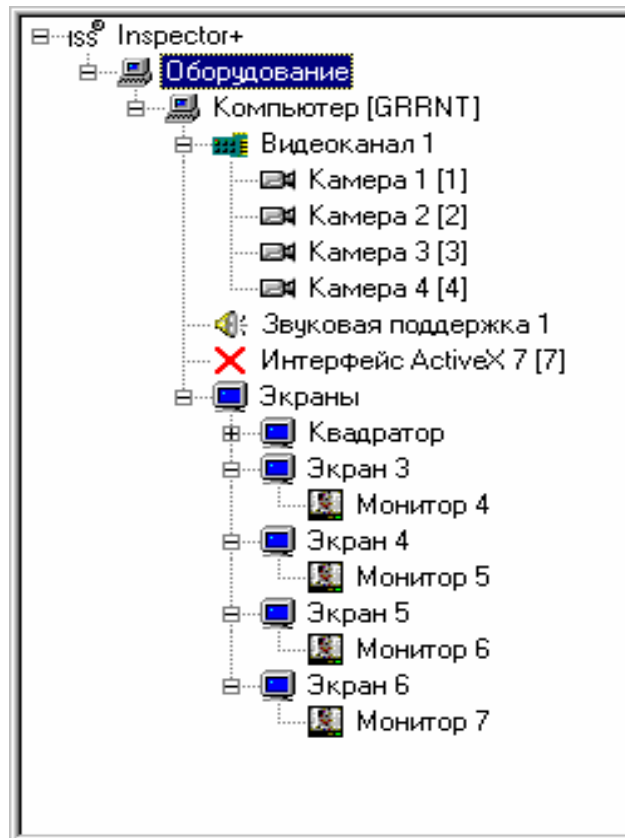 ISS® Inspector+
Оборудование
Компьютер [GRRNT]
Видеоканал 1
Камера 1 [1]
Камера 2 [2]
Камера 3 [3]
Камера 4 [4]
Звуковая поддержка 1
Интерфейс ActiveX 7 [7]
Экраны
Квадратор
Экран 3
Монитор 4
Экран 4
Монитор 5
Экран 5
Монитор 6
Экран 6
Монитор 7